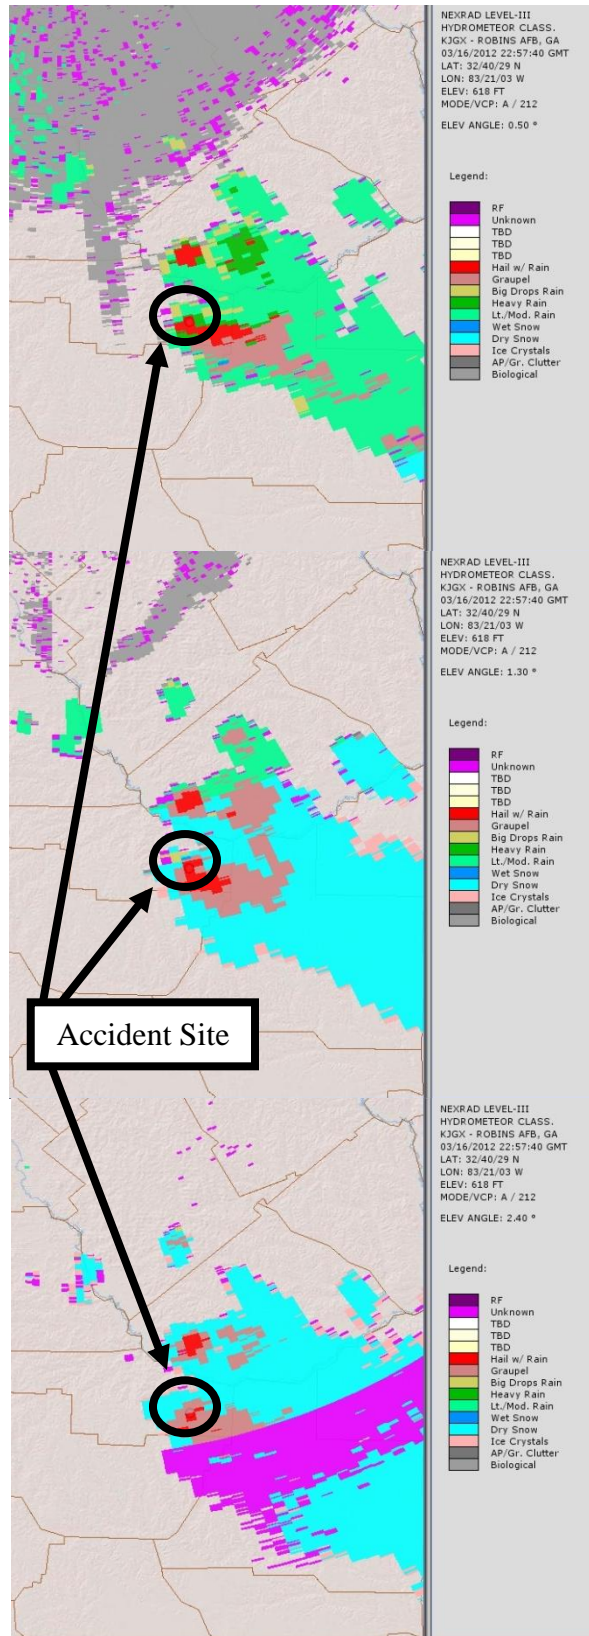 NEXRAD LEVEL-III
HYDROMETEOR CLASS.
KJGX - ROBINS AFB, GA
03/16/2012 22:57:40 GMT
LAT: 32/40/29 N
LON: 83/21/03 W
ELEV: 618 FT
MODE/VCP: A / 212
ELEV ANGLE: 0.50 °
Legend:
RF
Unknown
TBD
TBD
TBD
Hail w/ Rain
Graupel
Big Drops Rain
Heavy Rain
Lt./Mod. Rain
Wet Snow
Dry Snow
Ice Crystals
AP/Gr. Clutter
Biological
NEXRAD LEVEL-III
HYDROMETEOR CLASS.
KJGX - ROBINS AFB, GA
03/16/2012 22:57:40 GMT
LAT: 32/40/29 N
LON: 83/21/03 W
ELEV: 618 FT
MODE/VCP: A / 212
ELEV ANGLE: 1.30 °
Legend:
RF
Unknown
TBD
TBD
TBD
Hail w/ Rain
Graupel
Big Drops Rain
Heavy Rain
Lt./Mod. Rain
Wet Snow
Dry Snow
Ice Crystals
AP/Gr. Clutter
Biological
Accident Site
NEXRAD LEVEL-III
HYDROMETEOR CLASS.
KJGX - ROBINS AFB, GA
03/16/2012 22:57:40 GMT
LAT: 32/40/29 N
LON: 83/21/03 W
ELEV: 618 FT
MODE/VCP: A / 212
ELEV ANGLE: 2.40 °
Legend:
RF
Unknown
TBD
TBD
TBD
Hail w/ Rain
Graupel
Big Drops Rain
Heavy Rain
Lt./Mod. Rain
Wet Snow
Dry Snow
Ice Crystals
AP/Gr. Clutter
Biological